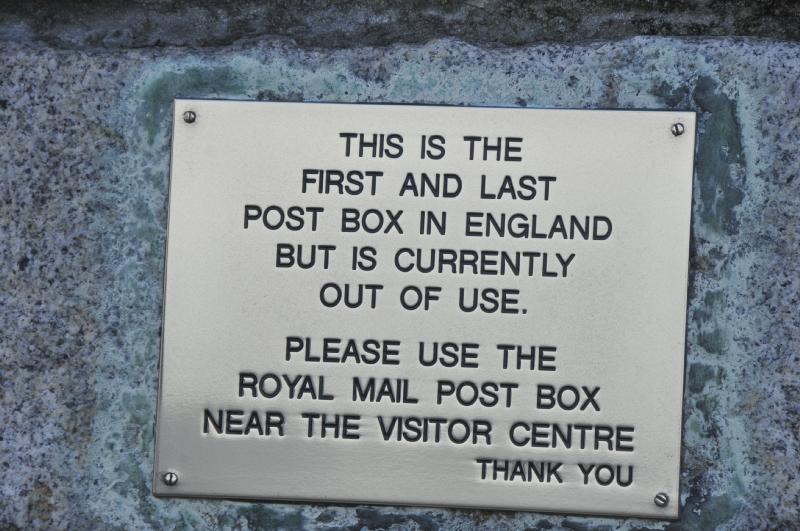 THIS IS THE
FIRST AND LAST
POST BOX IN ENGLAND
BUT IS CURRENTLY
OUT OF USE.
PLEASE USE THE
ROYAL MAIL POST BOX
NEAR THE VISITOR CENTRE
THANK YOU